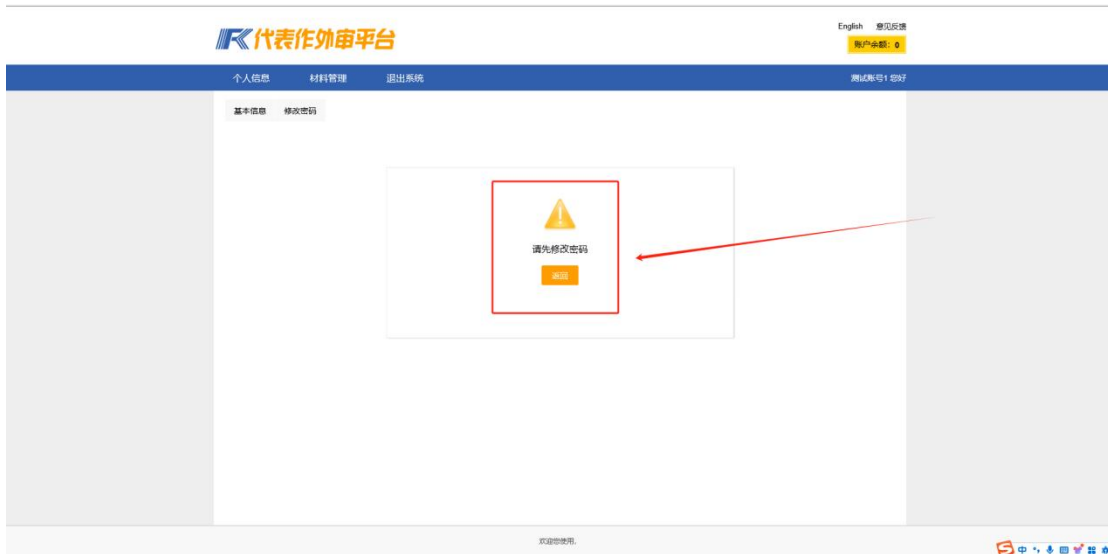 代表作外审平台
English 意见反馈
账户余额：0
个人信息 材料管理 退出系统 测试账号1 您好
基本信息 修改密码
请先修改密码
返回
欢迎您使用。
中